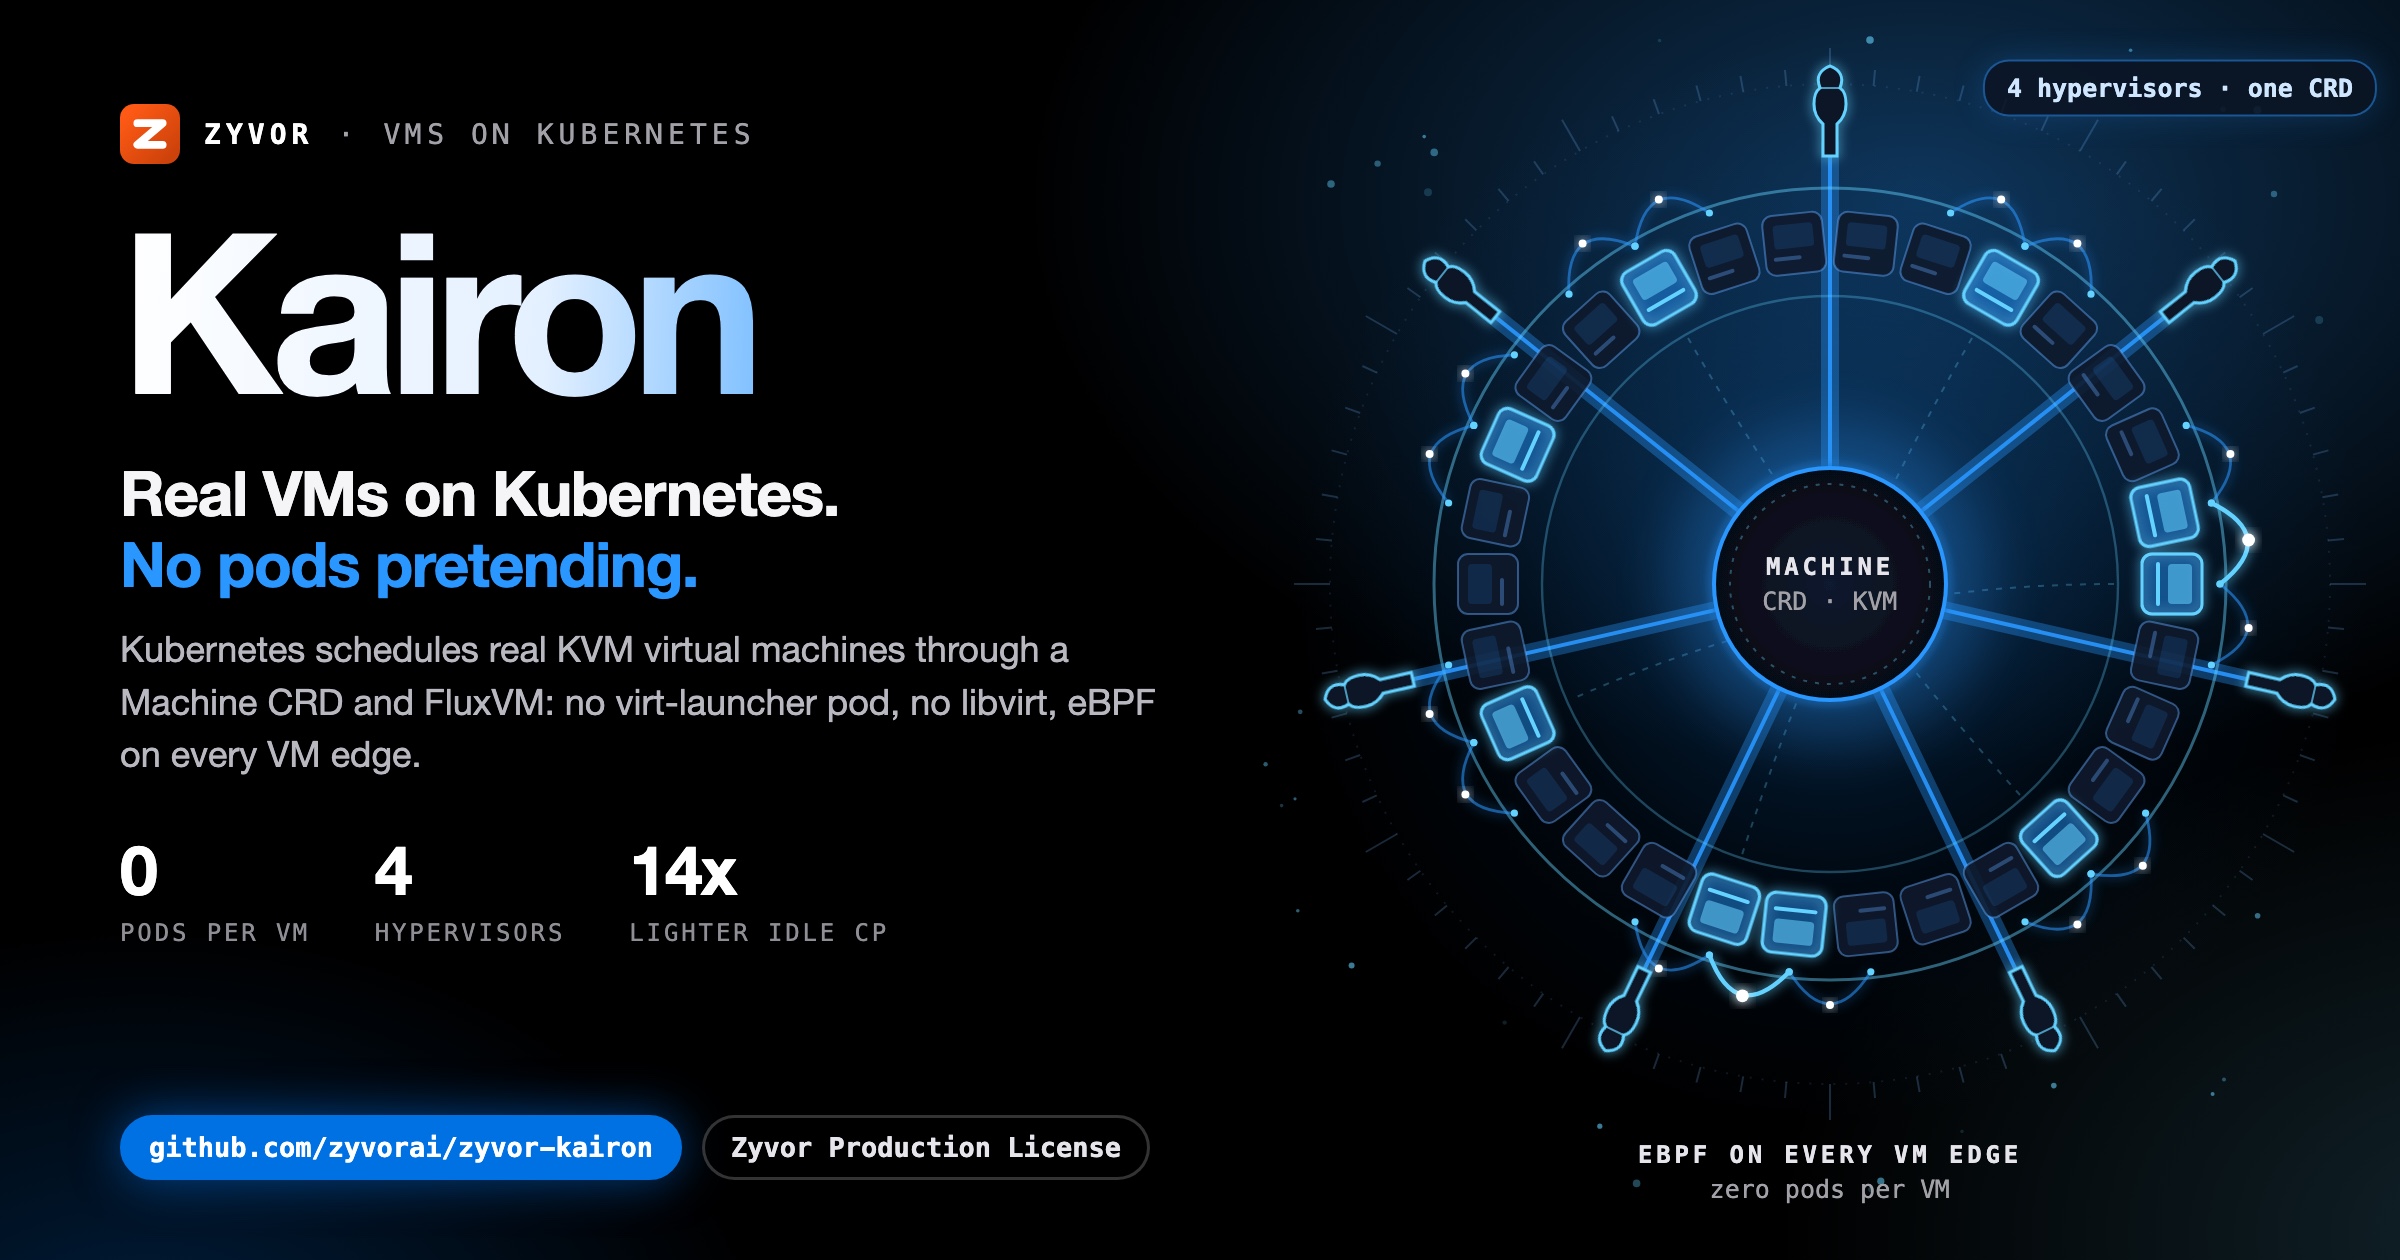 ZYVOR · VMS ON KUBERNETES
Kairon
Real VMs on Kubernetes.
No pods pretending.
Kubernetes schedules real KVM virtual machines through a
Machine CRD and FluxVM: no virt-launcher pod, no libvirt, eBPF
on every VM edge.
0
PODS PER VM
4
HYPERVISORS
14x
LIGHTER IDLE CP
github.com/zyvorai/zyvor-kairon
Zyvor Production License
4 hypervisors · one CRD
MACHINE
CRD · KVM
EBPF ON EVERY VM EDGE
zero pods per VM